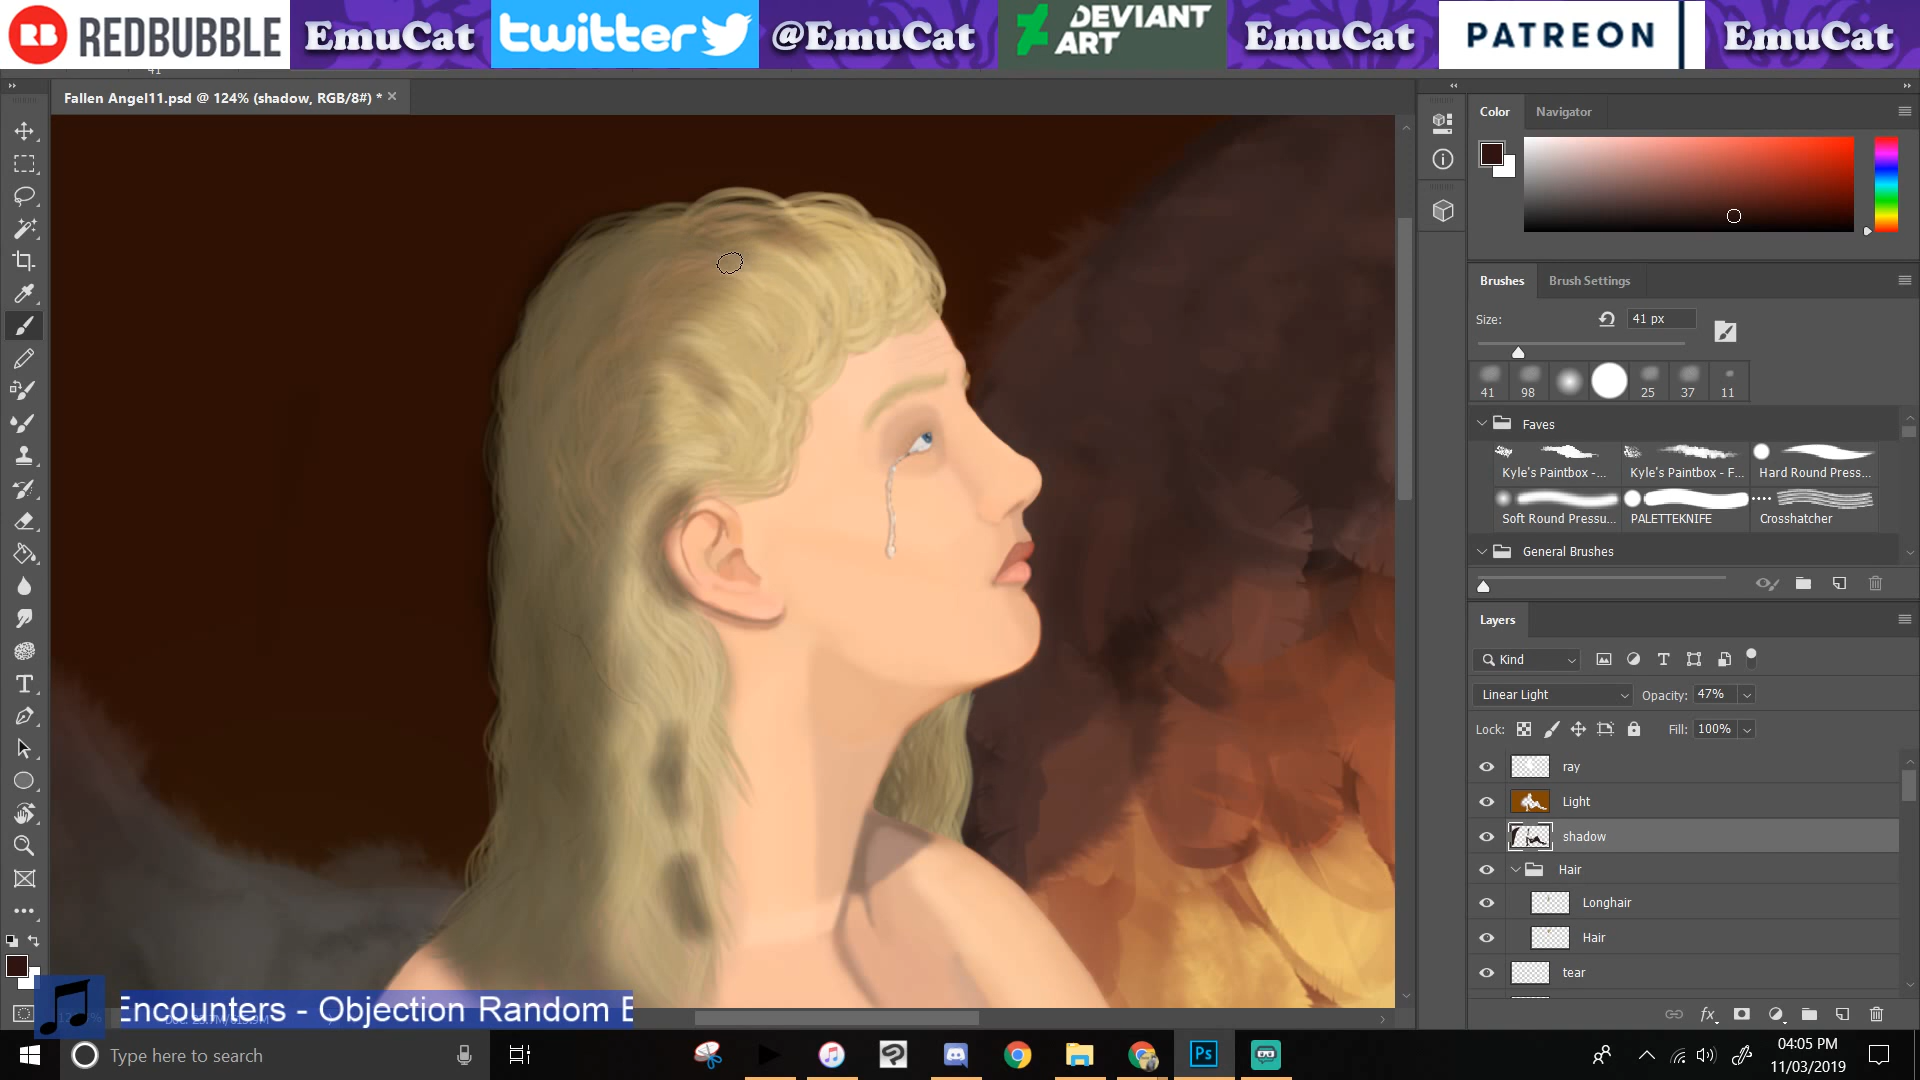 REDBUBBLE EmuCat twitter @EmuCat DEVIANT ART EmuCat PATREON EmuCat
41
Fallen Angel11.psd @ 124% (shadow, RGB/8#) *
Color Navigator
Brushes Brush Settings
Size: 41 px
41 98 25 37 11
Faves
Kyle's Paintbox -... Kyle's Paintbox - F... Hard Round Press...
Soft Round Pressu... PALETTEKNIFE Crosshatcher
General Brushes
Layers
Kind
Linear Light Opacity: 47%
Lock: Fill: 100%
ray
Light
shadow
Hair
Longhair
Hair
tear
Encounters - Objection Random
Type here to search
Ps
04:05 PM
11/03/2019